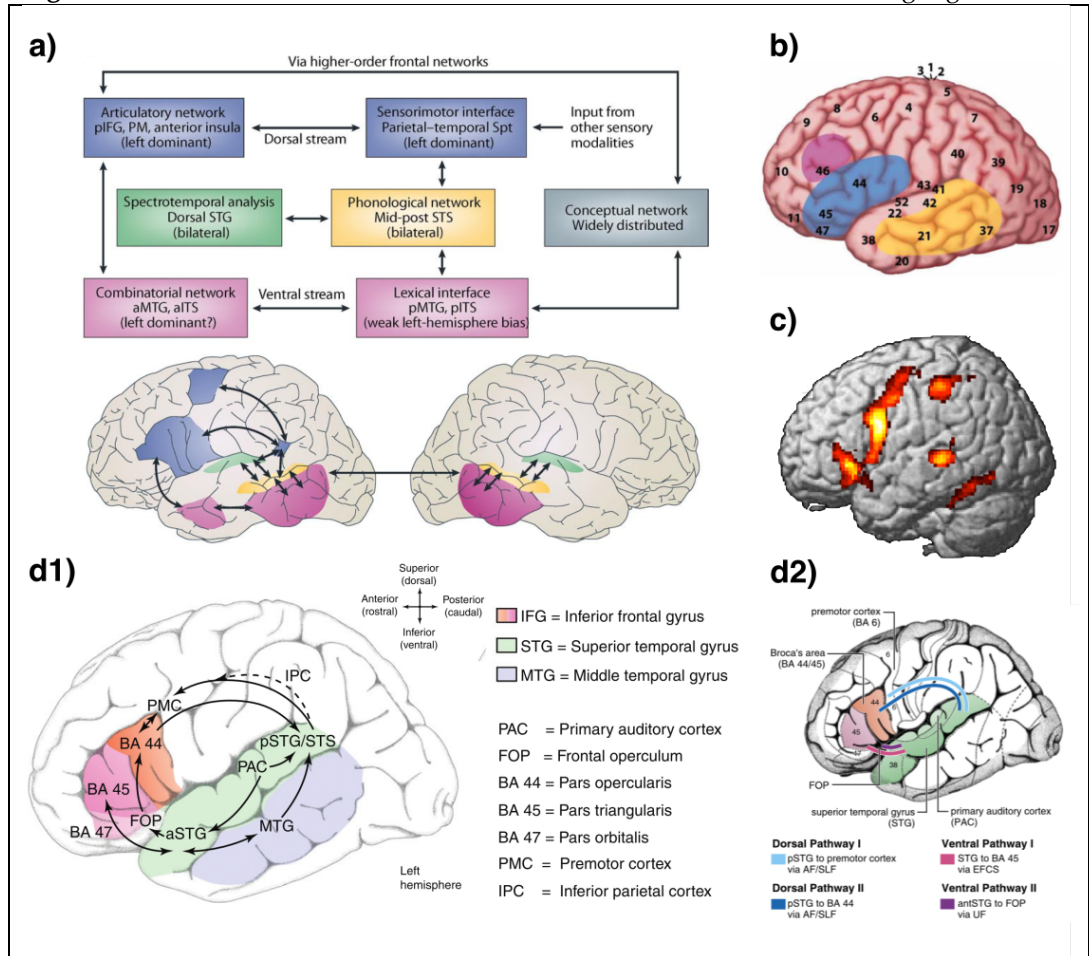 a)
Via higher-order frontal networks
Articulatory network
pIFG, PM, anterior insula
(left dominant)
Dorsal stream
Sensorimotor interface
Parietal–temporal Spt
(left dominant)
Input from
other sensory
modalities
Spectrotemporal analysis
Dorsal STG
(bilateral)
Phonological network
Mid-post STS
(bilateral)
Conceptual network
Widely distributed
Combinatorial network
aMTG, aITS
(left dominant?)
Ventral stream
Lexical interface
pMTG, pITS
(weak left-hemisphere bias)
b)
3 1 2
5
8
6
4
7
9
10
46
44
40
39
43 41
42
52
22
19
18
11
45
47
38
21
37
17
20
c)
d1)
Superior
(dorsal)
Anterior
(rostral)
Posterior
(caudal)
Inferior
(ventral)
IFG = Inferior frontal gyrus
STG = Superior temporal gyrus
MTG = Middle temporal gyrus
IPC
PMC
BA 44
pSTG/STS
PAC
BA 45
FOP
aSTG
MTG
BA 47
Left
hemisphere
PAC = Primary auditory cortex
FOP = Frontal operculum
BA 44 = Pars opercularis
BA 45 = Pars triangularis
BA 47 = Pars orbitalis
PMC = Premotor cortex
IPC = Inferior parietal cortex
d2)
premotor cortex
(BA 6)
Broca's area
(BA 44/45)
6
44
6
45
47
38
FOP
superior temporal gyrus
(STG)
primary auditory cortex
(PAC)
Dorsal Pathway I
pSTG to premotor cortex
via AF/SLF
Ventral Pathway I
STG to BA 45
via EFCS
Dorsal Pathway II
pSTG to BA 44
via AF/SLF
Ventral Pathway II
antSTG to FOP
via UF